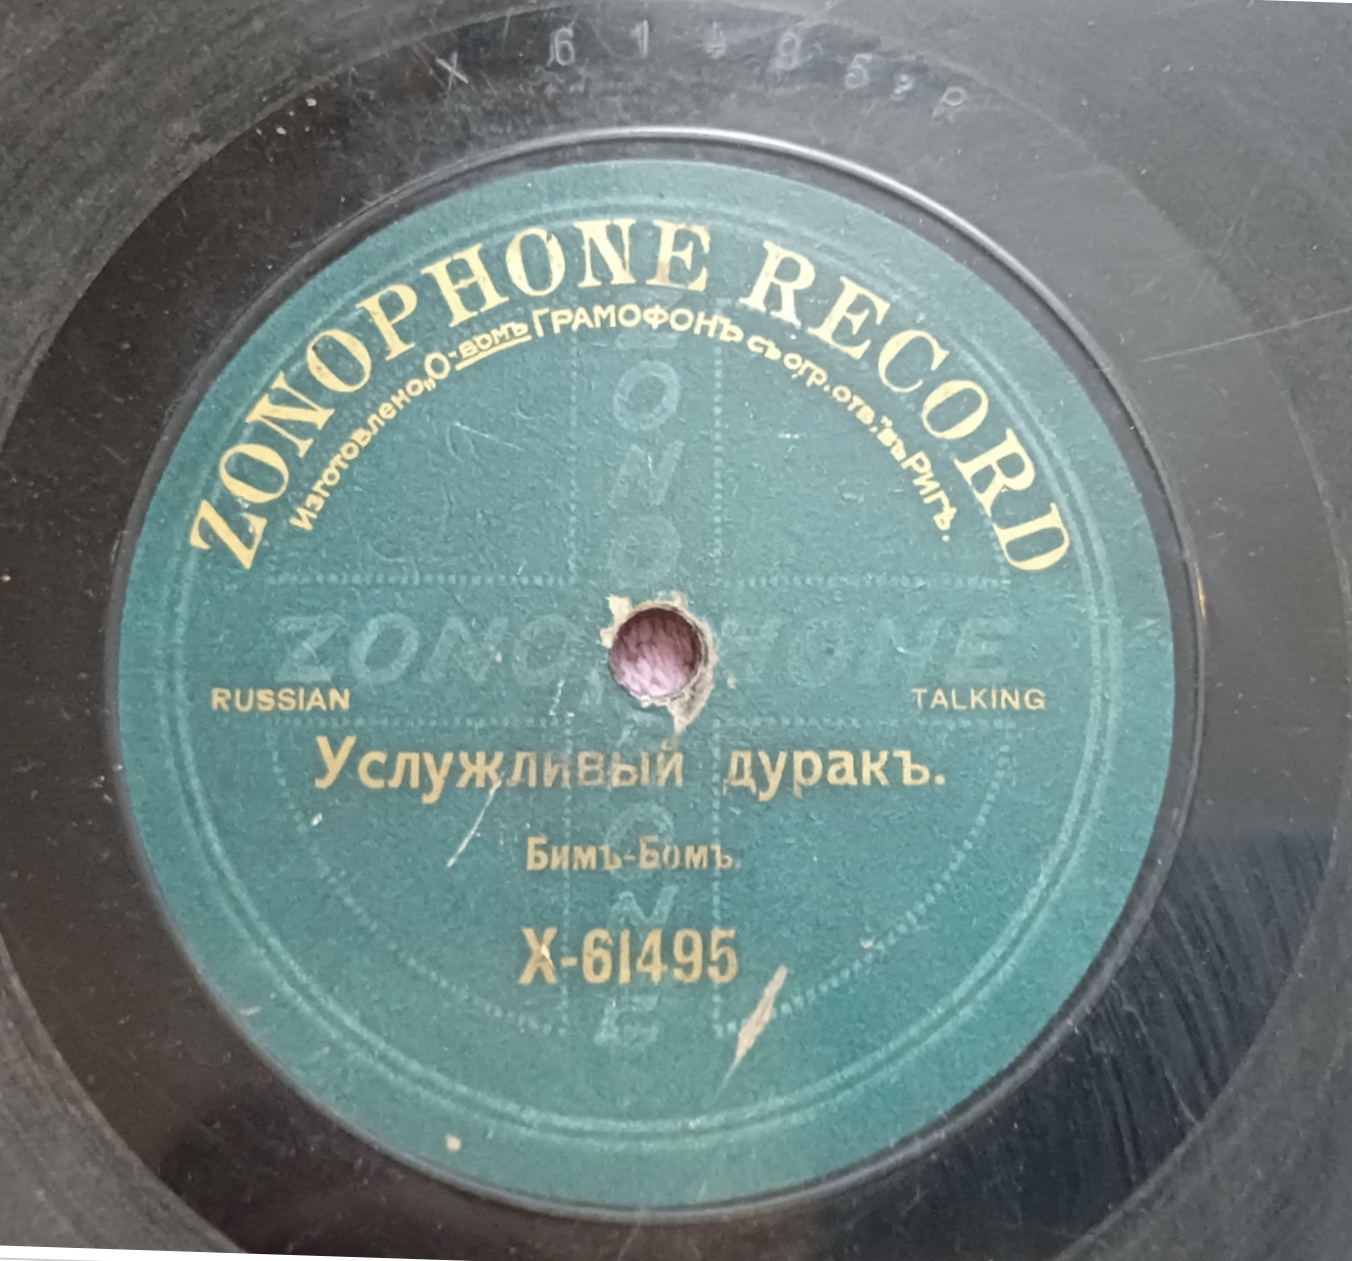 X 61495 R
ZONOPHONE RECORD
Изготовлено „О-вомъ ГРАМОФОНЪ съ огр. отв.," въ Ригѣ.
ZONOPHONE
ZONOPHONE
RUSSIAN
TALKING
Услужливый дуракъ.
Бимъ-Бомъ.
X-61495